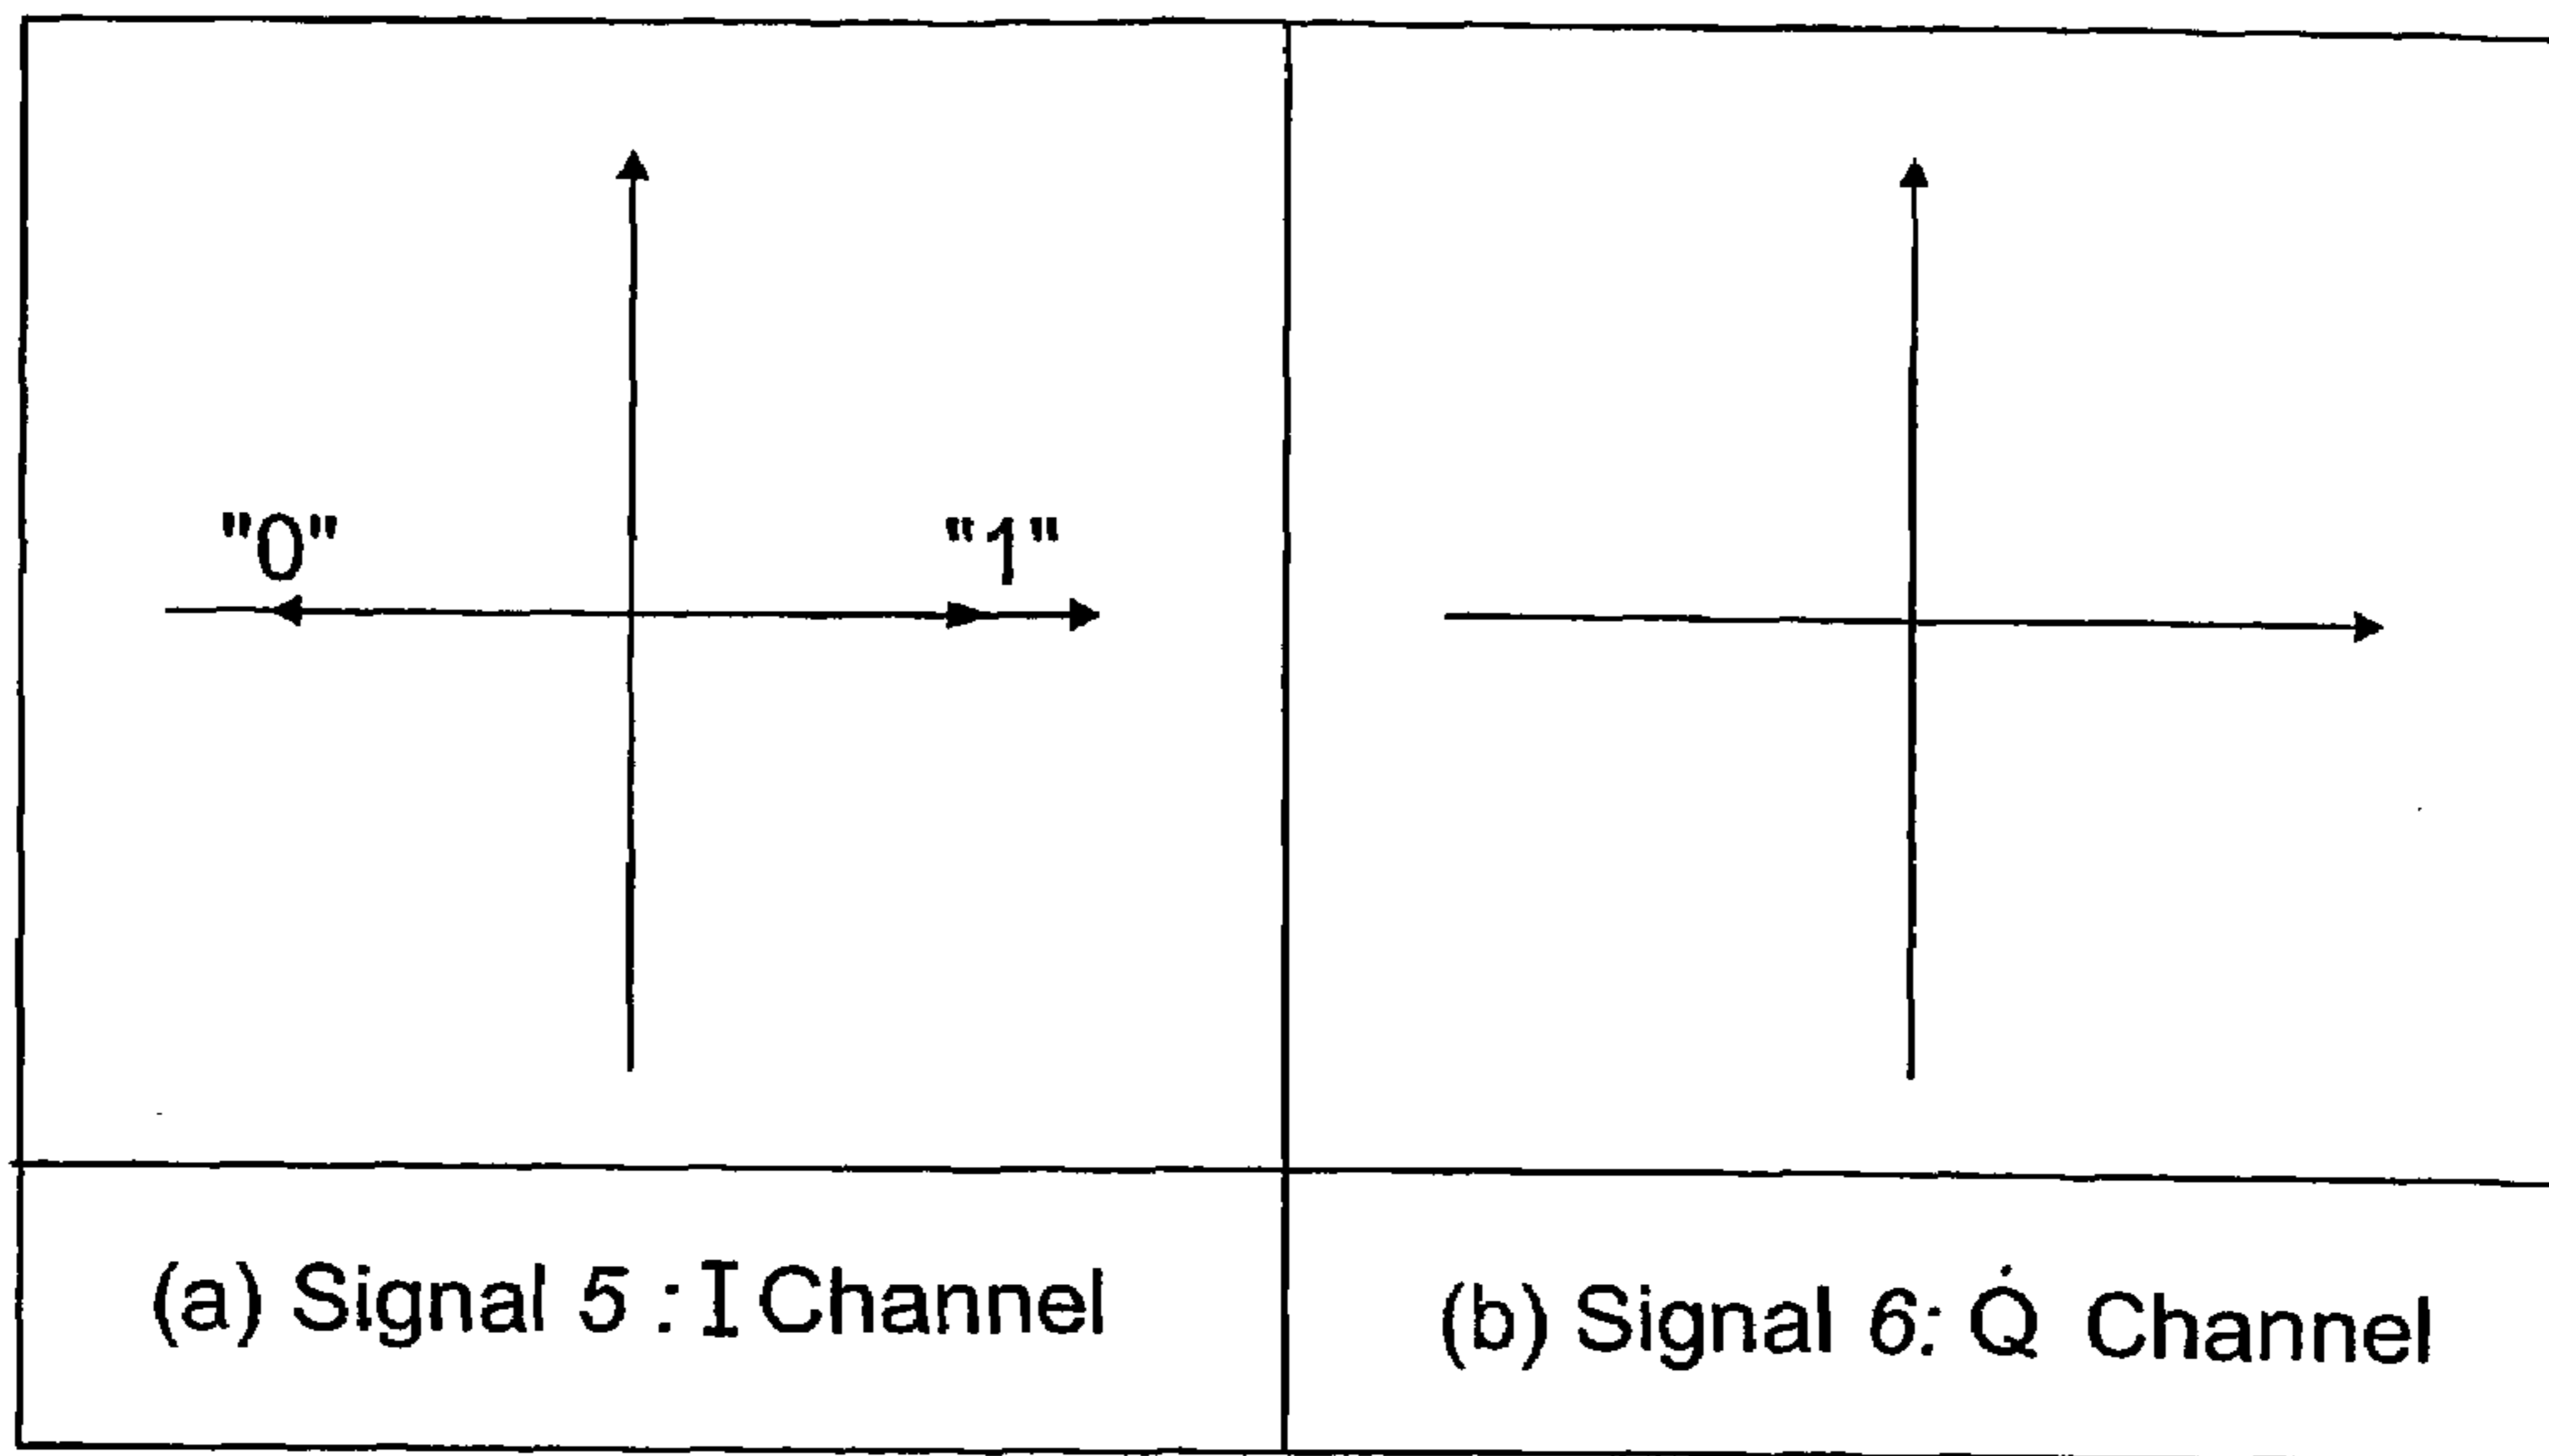 "0"
"1"
(a) Signal 5 : I Channel
(b) Signal 6: Q Channel